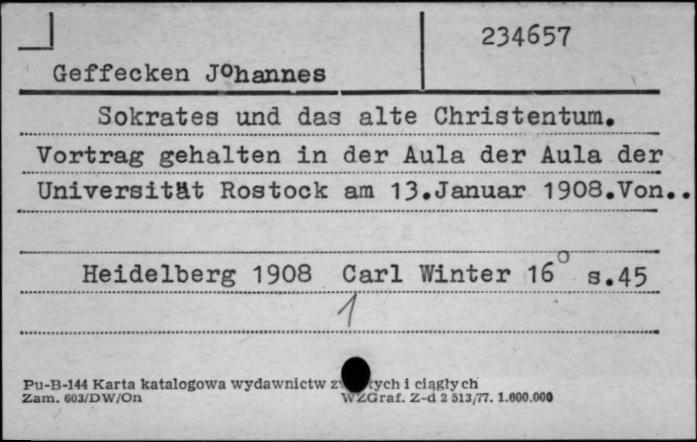 234657
Geffecken Johannes
Sokrates und das alte Christentum.
Vortrag gehalten in der Aula der Aula der
Universität Rostock am 13.Januar 1908.Von..
Heidelberg 1908 Carl Winter 16° s.45
1
Pu-B-144 Karta katalogowa wydawnictw i ciągłych
Zam. 603/DW/On WZGraf. Z-d 2 513/77. 1.600.000